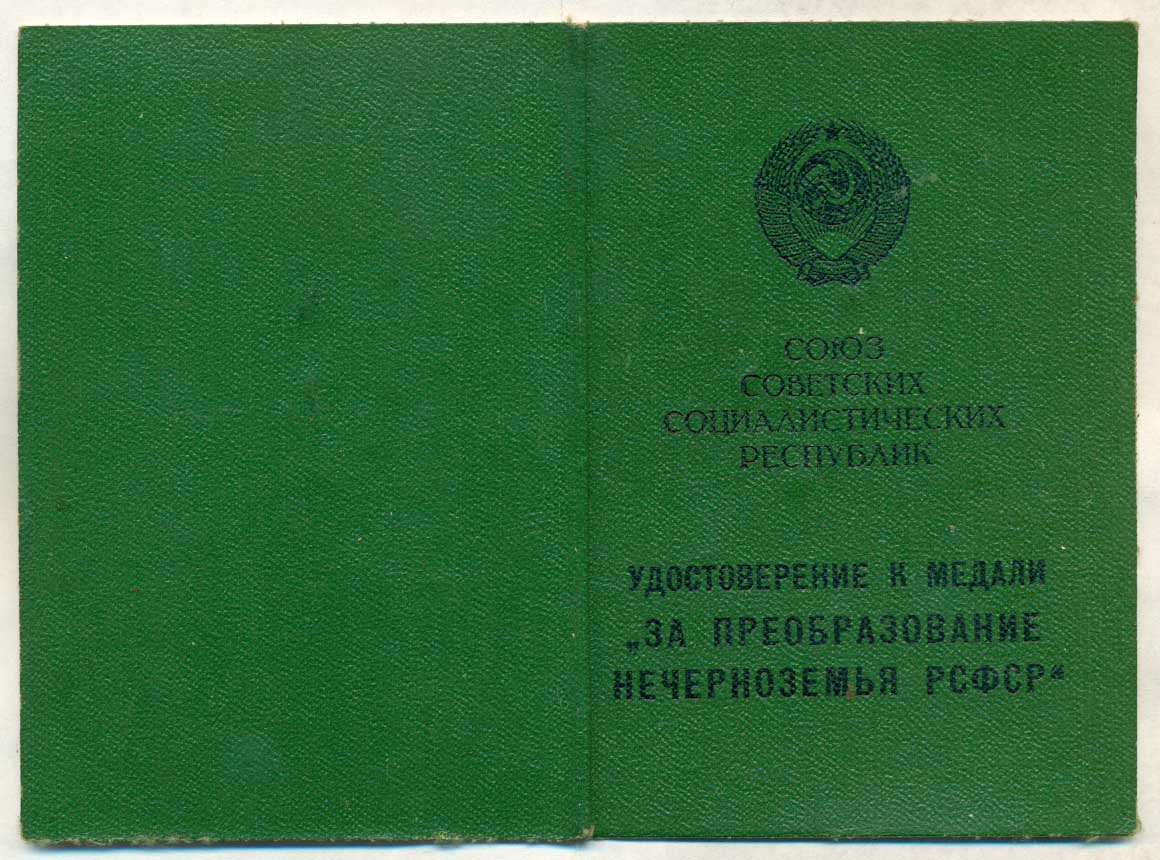 СОЮЗ
СОВЕТСКИХ
СОЦИАЛИСТИЧЕСКИХ
РЕСПУБЛИК
УДОСТОВЕРЕНИЕ К МЕДАЛИ
„ЗА ПРЕОБРАЗОВАНИЕ
НЕЧЕРНОЗЕМЬЯ РСФСР“